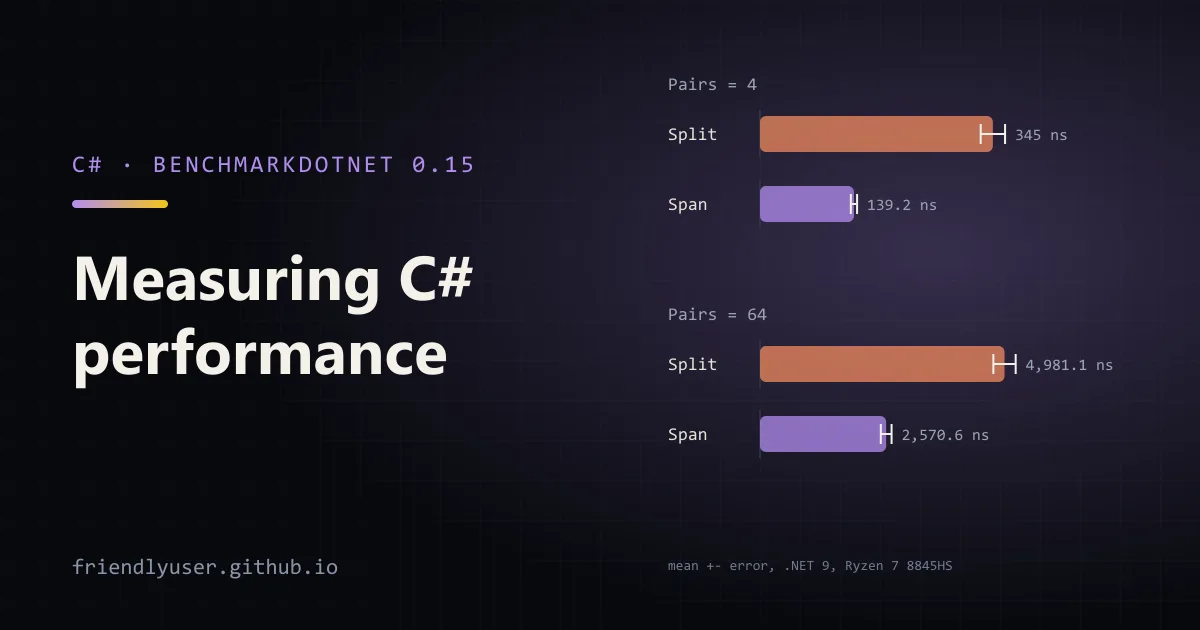 C# · BENCHMARKDOTNET 0.15
Measuring C#
performance
friendlyuser.github.io
Pairs = 4
Split 345 ns
Span 139.2 ns
Pairs = 64
Split 4,981.1 ns
Span 2,570.6 ns
mean +- error, .NET 9, Ryzen 7 8845HS